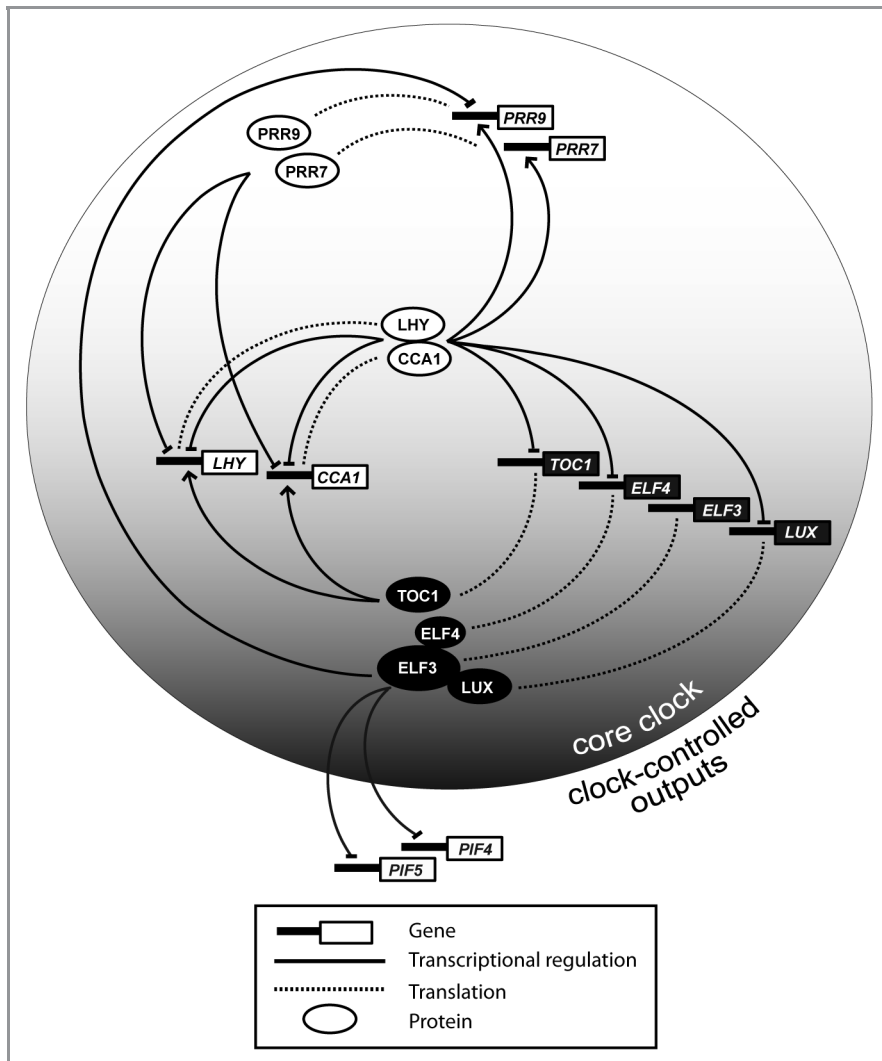 PRR9
PRR7
PRR9
PRR7
LHY
CCA1
LHY
CCA1
TOC1
ELF4
ELF3
LUX
TOC1
ELF4
ELF3
LUX
core clock
clock-controlled
outputs
PIF4
PIF5
Gene
Transcriptional regulation
Translation
Protein